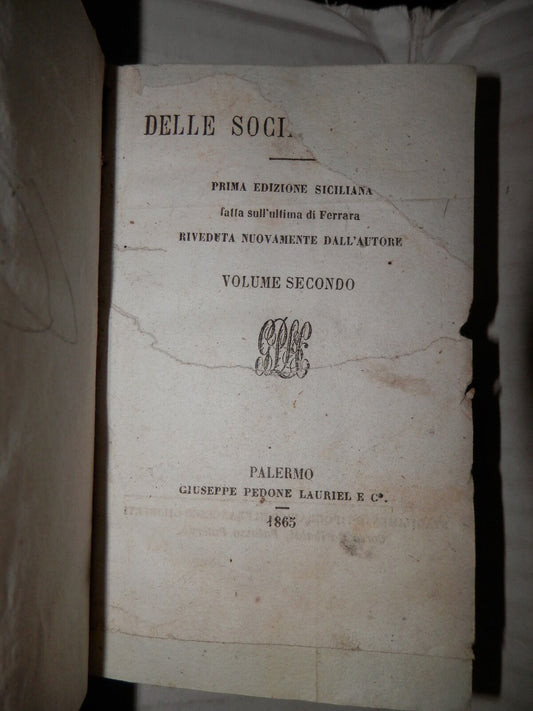 DELLE SOCI
PRIMA EDIZIONE SICILIANA
fatta sull'ultima di Ferrara
RIVEDUTA NUOVAMENTE DALL'AUTORE
VOLUME SECONDO
PALERMO
GIUSEPPE PEDONE LAURIEL E C°.
1865